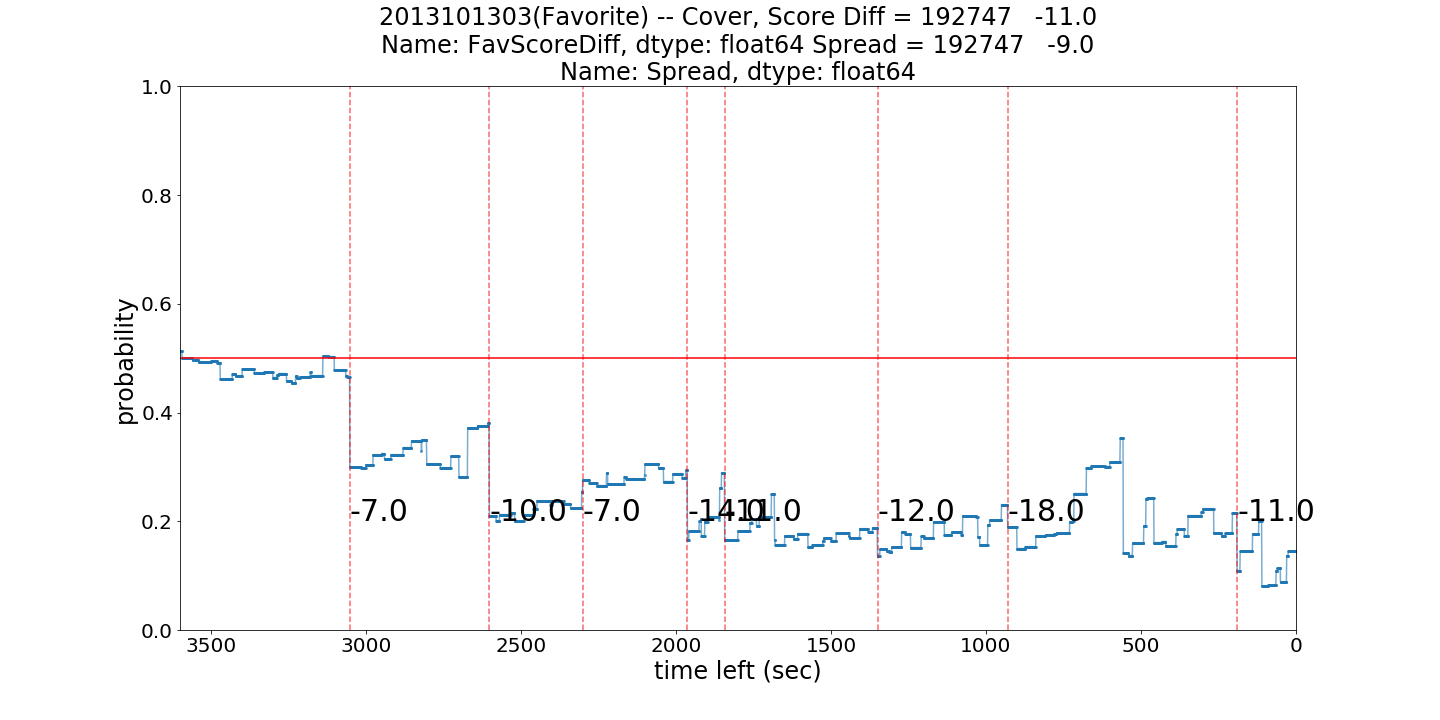 2013101303(Favorite) -- Cover, Score Diff = 192747   -11.0
Name: FavScoreDiff, dtype: float64 Spread = 192747   -9.0
Name: Spread, dtype: float64
1.0
0.8
0.6
0.4
0.2
0.0
probability
-7.0
-10.0
-7.0
-14.0
-11.0
-12.0
-18.0
-11.0
3500 3000 2500 2000 1500 1000 500 0
time left (sec)